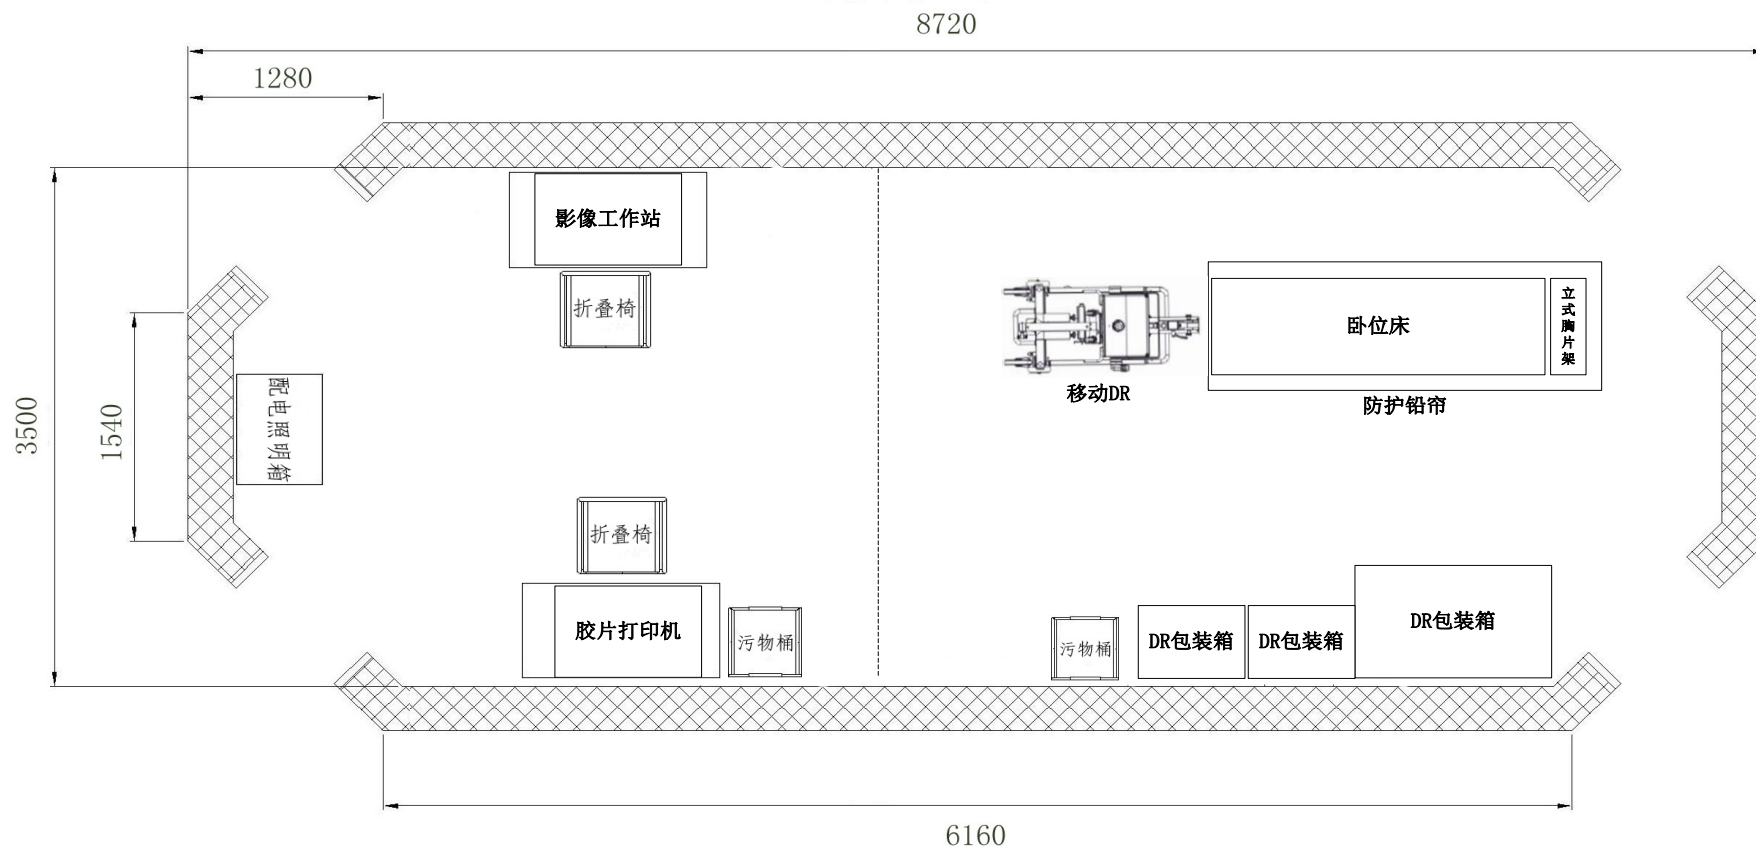 8720
1280
影像工作站
折叠椅
立式胸片架
卧位床
移动DR
防护铅帘
配电照明箱
3500
1540
折叠椅
胶片打印机
污物桶
污物桶
DR包装箱
DR包装箱
DR包装箱
6160